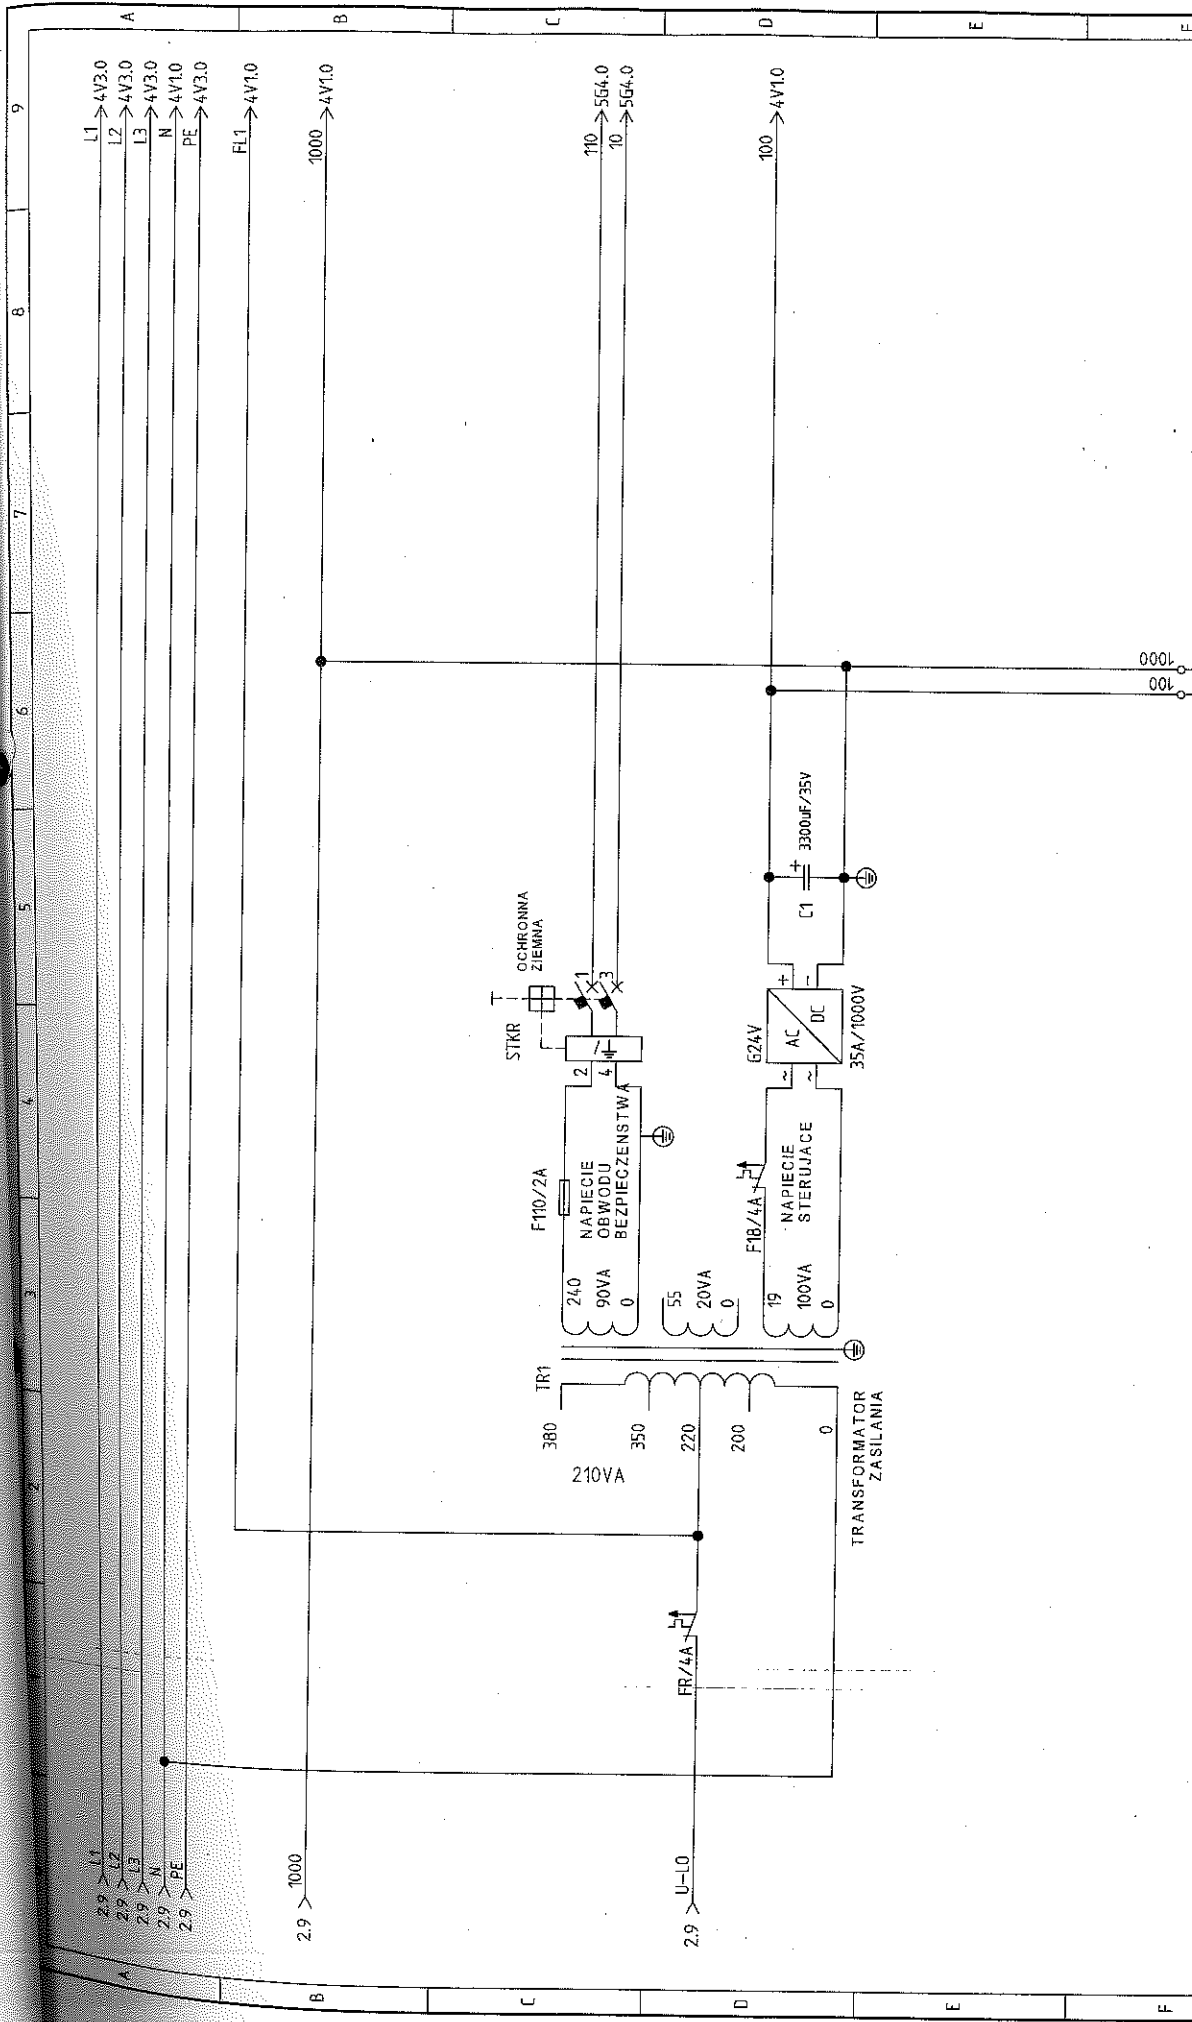 2 3 4 5 6 7 8 9
A
2.9 L1
L1 4V3.0
2.9 L2
L2 4V3.0
2.9 L3
L3 4V3.0
2.9 N
N 4V1.0
2.9 PE
PE 4V3.0
A
FL1 4V1.0
B
2.9 1000
1000 4V1.0
B
C
STKR
OCHRONNA
ZIEMNA
F110/2A
TR1
380
240
90VA
0
NAPIECIE
OBWODU
BEZPIECZENSTWA
2
4
1
3
110 5G4.0
10 5G4.0
C
210VA
350
220
200
0
55
20VA
0
D
2.9 U-L0
FR/4A
F18/4A
G24V
19
100VA
0
NAPIECIE
STERUJACE
~
~
AC
DC
+
-
35A/1000V
C1
+
3300uF/35V
100 4V1.0
D
TRANSFORMATOR
ZASILANIA
E
E
1000
100
F
F